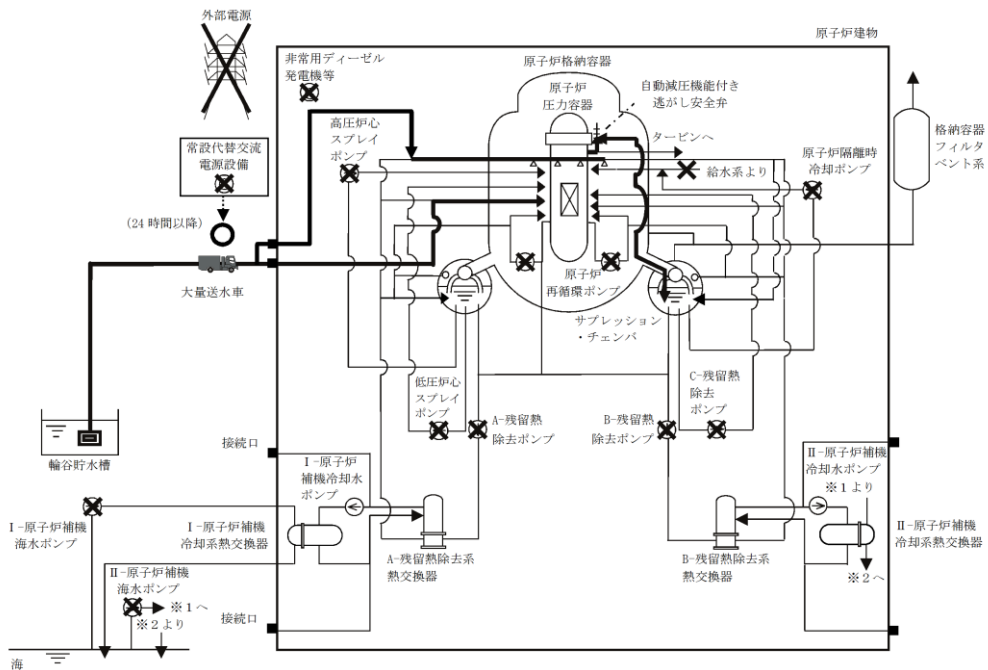 外部電源
原子炉建物
非常用ディーゼル
発電機等
原子炉格納容器
原子炉
圧力容器
自動減圧機能付き
逃がし安全弁
高圧炉心
スプレイ
ポンプ
タービンへ
給水系より
原子炉隔離時
冷却ポンプ
格納容器
フィルタ
ベント系
常設代替交流
電源設備
(24時間以降)
大量送水車
原子炉
再循環ポンプ
サプレッション
・チェンバ
低圧炉心
スプレイ
ポンプ
A-残留熱
除去ポンプ
B-残留熱
除去ポンプ
C-残留熱
除去
ポンプ
輪谷貯水槽
接続口
Ⅰ-原子炉
補機冷却水
ポンプ
Ⅱ-原子炉補機
冷却水ポンプ
※1より
Ⅰ-原子炉補機
海水ポンプ
Ⅰ-原子炉補機
冷却系熱交換器
A-残留熱除去系
熱交換器
B-残留熱除去系
熱交換器
Ⅱ-原子炉補機
冷却系熱交換器
※2へ
Ⅱ-原子炉補機
海水ポンプ
※1へ
※2より
接続口
海